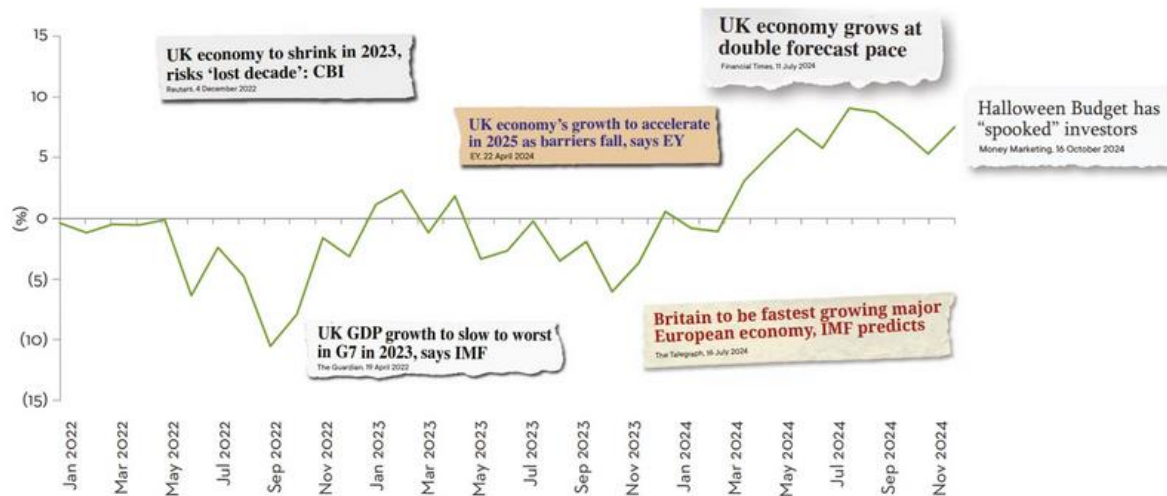 15
UK economy to shrink in 2023,
risks ‘lost decade’: CBI
Reuters, 4 December 2022
UK economy grows at
double forecast pace
Financial Times, 11 July 2024
10
UK economy’s growth to accelerate
in 2025 as barriers fall, says EY
EY, 22 April 2024
Halloween Budget has
“spooked” investors
Money Marketing, 16 October 2024
5
0
(%)
(5)
UK GDP growth to slow to worst
in G7 in 2023, says IMF
The Guardian, 19 April 2022
Britain to be fastest growing major
European economy, IMF predicts
The Telegraph, 16 July 2024
(10)
(15)
Jan 2022
Mar 2022
May 2022
Jul 2022
Sep 2022
Nov 2022
Jan 2023
Mar 2023
May 2023
Jul 2023
Sep 2023
Nov 2023
Jan 2024
Mar 2024
May 2024
Jul 2024
Sep 2024
Nov 2024